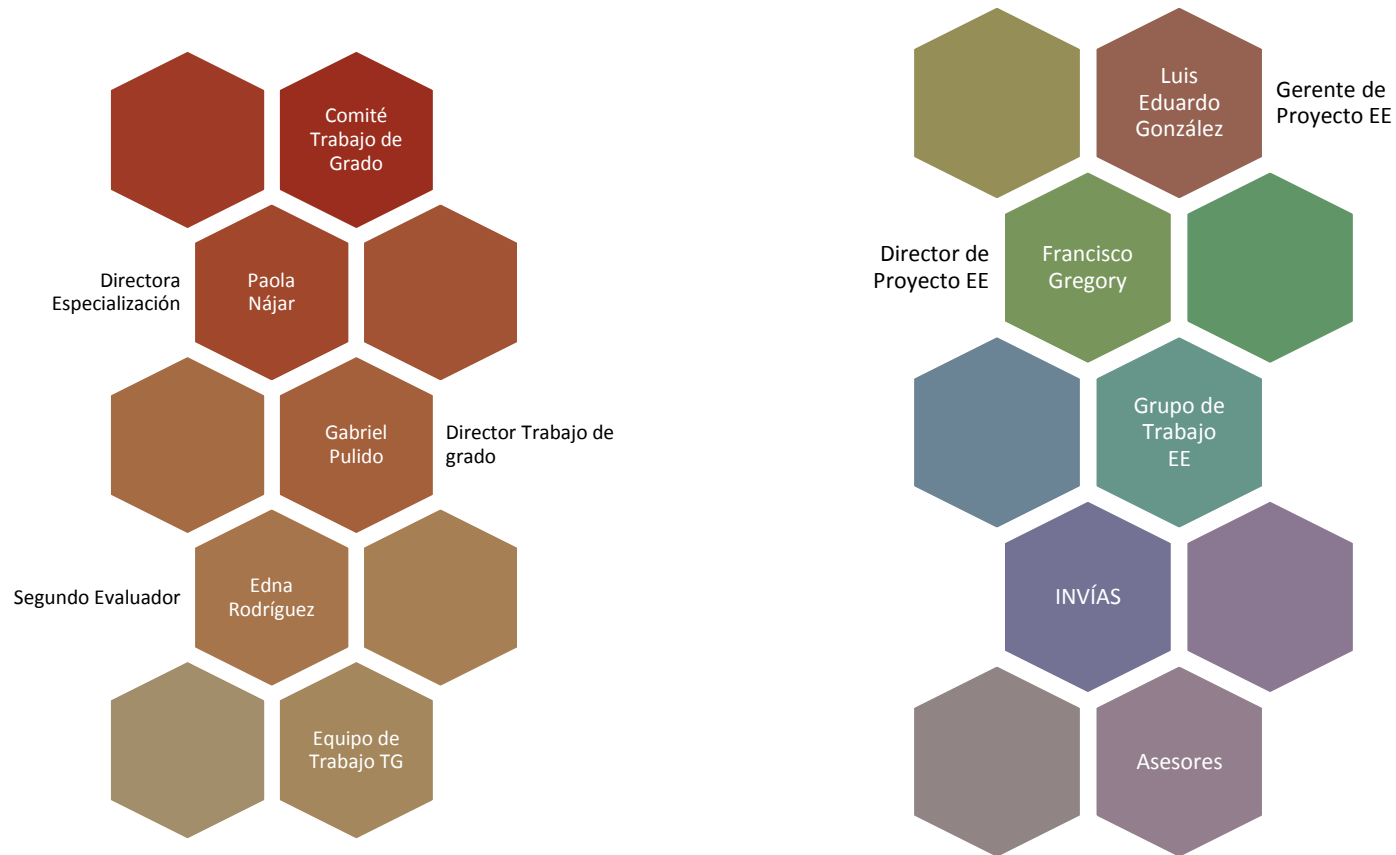 Comité
Trabajo de
Grado
Directora
Especialización
Paola
Nájar
Gabriel
Pulido
Director Trabajo de
grado
Segundo Evaluador
Edna
Rodríguez
Equipo de
Trabajo TG
Luis
Eduardo
González
Gerente de
Proyecto EE
Director de
Proyecto EE
Francisco
Gregory
Grupo de
Trabajo
EE
INVÍAS
Asesores